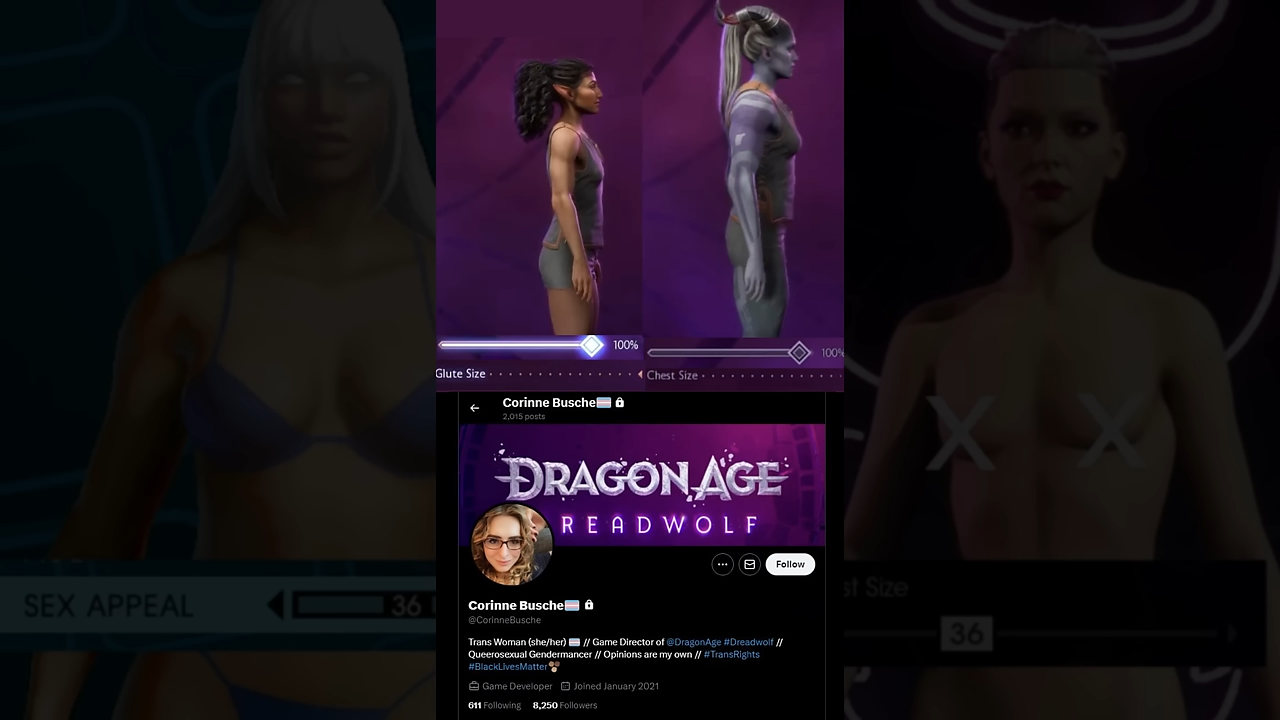 100%
Glute Size
100%
Chest Size
Corinne Busche
2,015 posts
DRAGON AGE
READWOLF
Follow
Corinne Busche
@CorinneBusche
Trans Woman (she/her) // Game Director of @DragonAge #Dreadwolf //
Queerosexual Gendermancer // Opinions are my own // #TransRights
#BlackLivesMatter
Game Developer Joined January 2021
611 Following 8,250 Followers
SEX APPEAL 36
st Size
36
X X